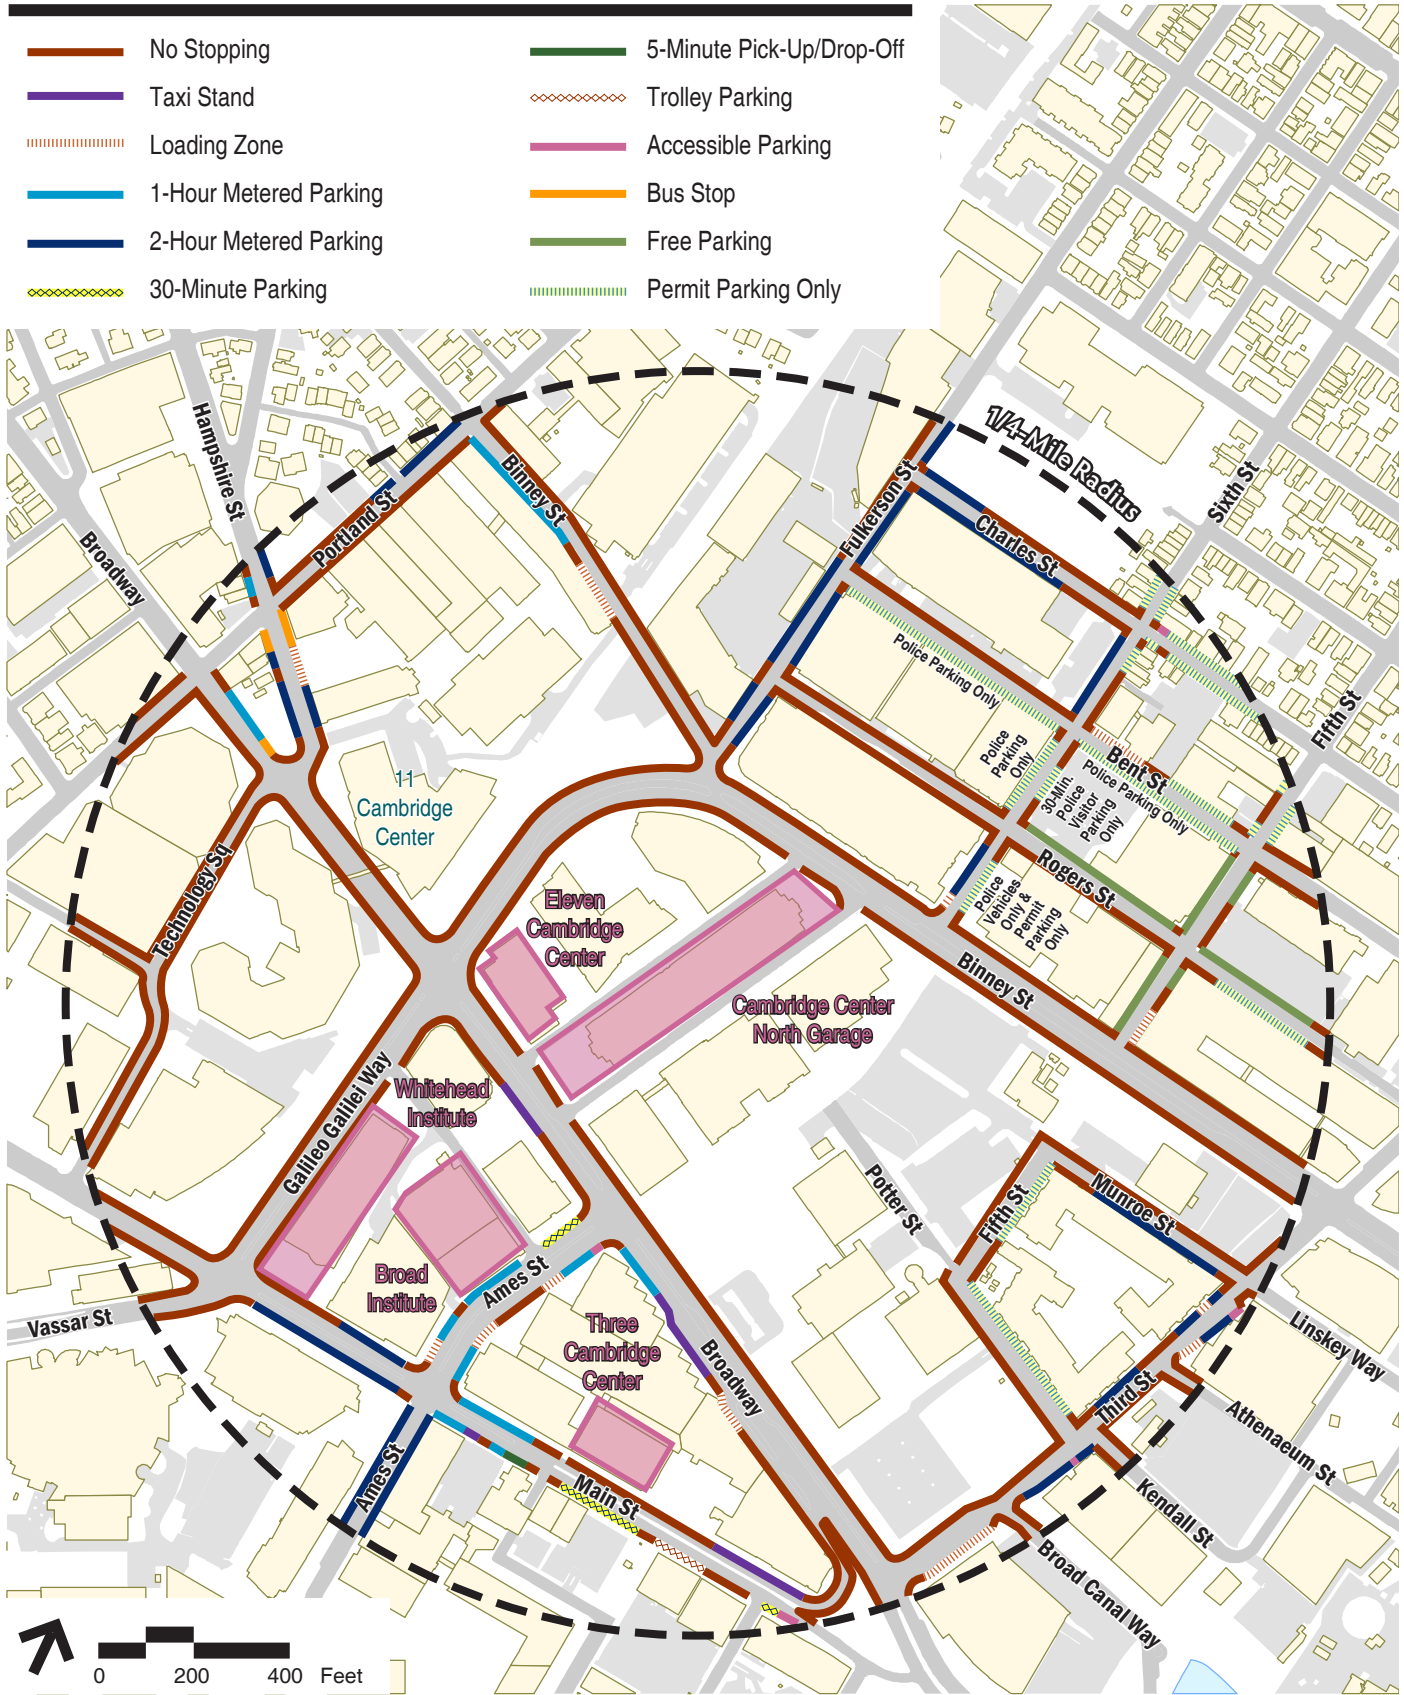 No Stopping
Taxi Stand
Loading Zone
1-Hour Metered Parking
2-Hour Metered Parking
30-Minute Parking
5-Minute Pick-Up/Drop-Off
Trolley Parking
Accessible Parking
Bus Stop
Free Parking
Permit Parking Only
1/4-Mile Radius
Hampshire St
Broadway
Portland St
Binney St
Fulkerson St
Charles St
Sixth St
Fifth St
Police Parking Only
Police
Parking
Only
30-Min.
Police
Visitor
Parking
Only
Bent St
Police Parking Only
Rogers St
Police
Vehicles
Only &
Permit
Parking
Only
Binney St
11
Cambridge
Center
Technology Sq
Eleven
Cambridge
Center
Cambridge Center
North Garage
Galileo Galilei Way
Whitehead
Institute
Broad
Institute
Ames St
Three
Cambridge
Center
Vassar St
Potter St
Fifth St
Munroe St
Broadway
Third St
Linskey Way
Athenaeum St
Kendall St
Broad Canal Way
Main St
Ames St
0 200 400 Feet